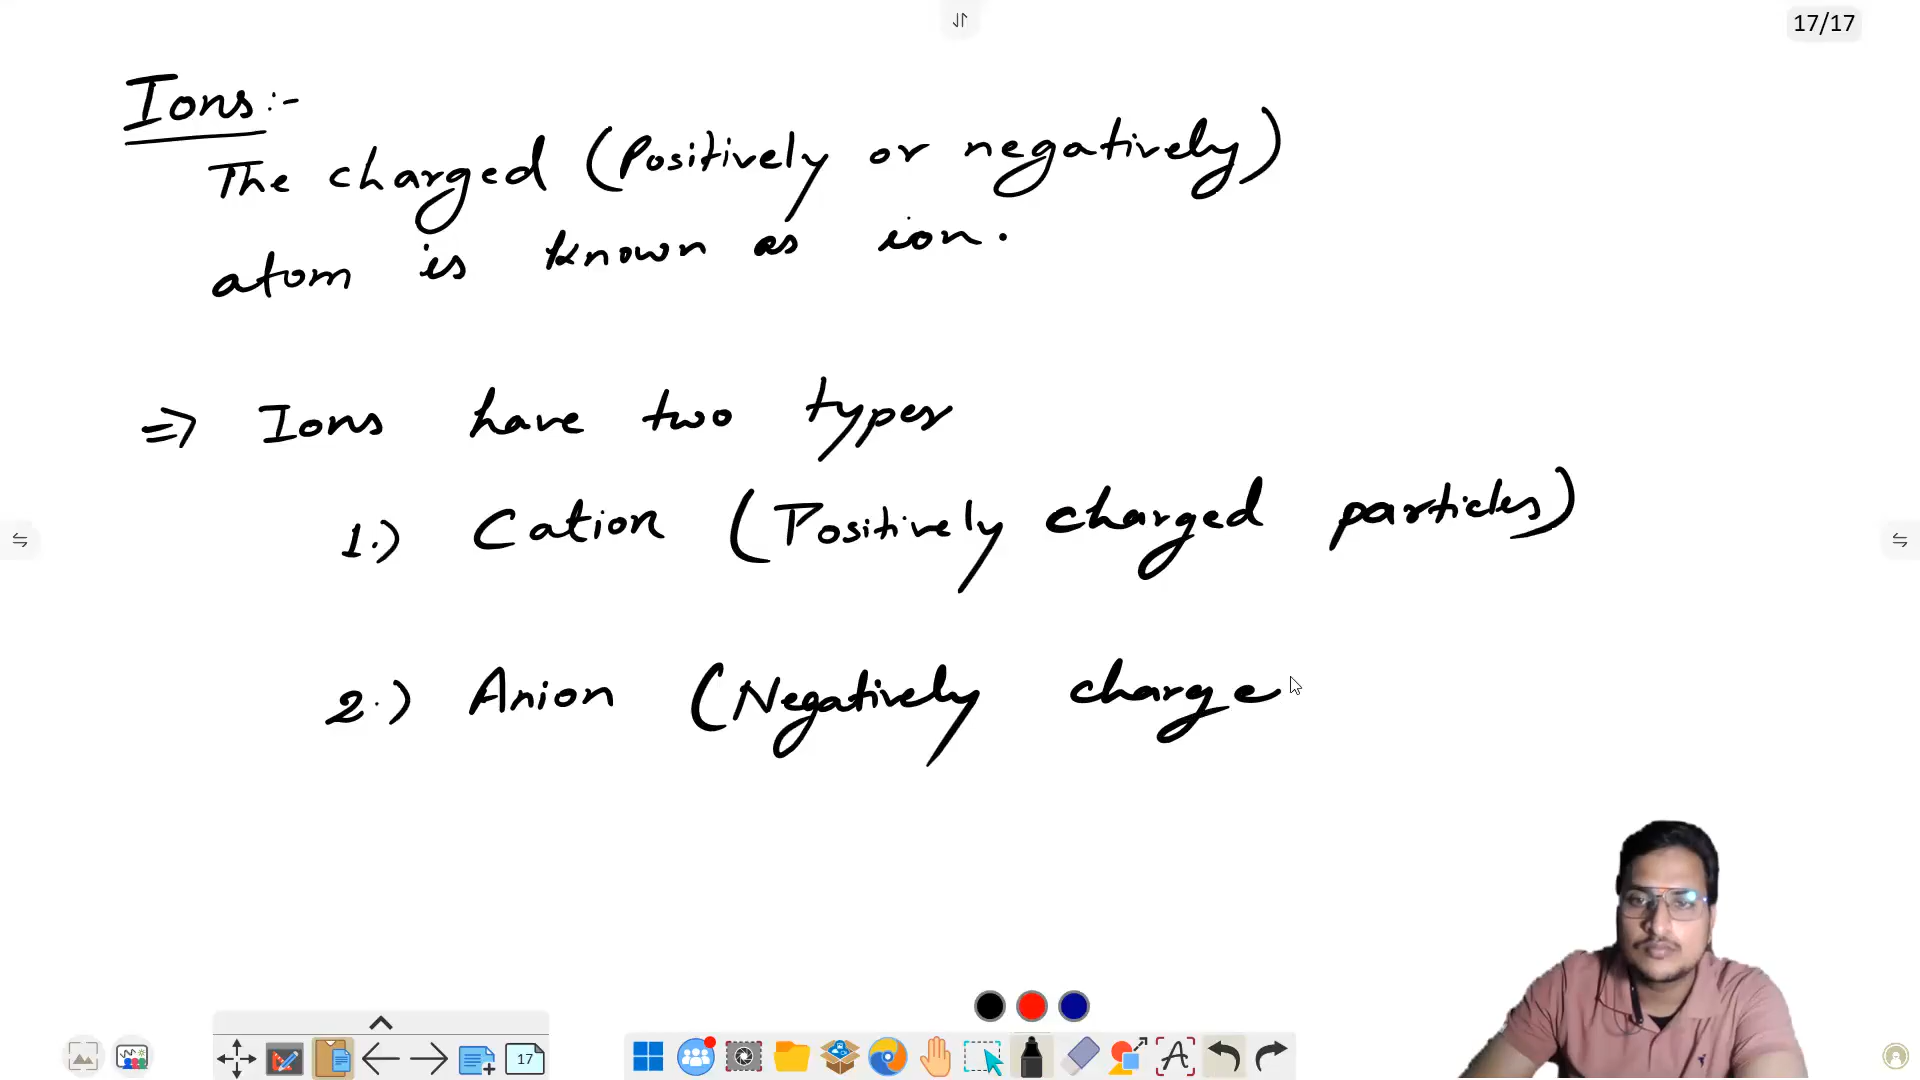 17/17
Ions:-
The charged (Positively or negatively)
atom is known as ion.
=> Ions have two types
1.) Cation (Positively charged particles)
2.) Anion (Negatively charge
17